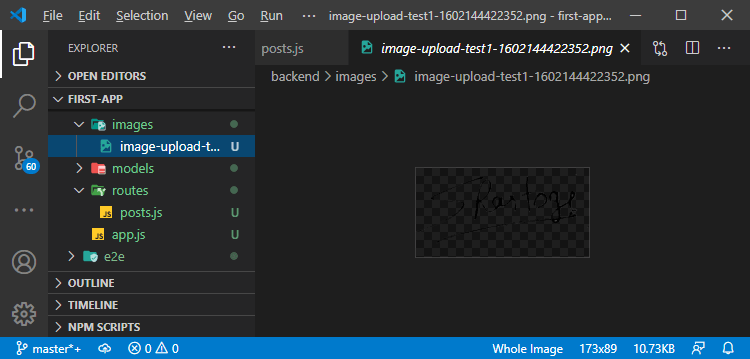 File Edit Selection View Go Run ··· image-upload-test1-1602144422352.png - first-app...
EXPLORER ···
OPEN EDITORS
FIRST-APP
images
image-upload-t... U
models
routes
posts.js U
app.js U
e2e
OUTLINE
TIMELINE
NPM SCRIPTS
60
posts.js image-upload-test1-1602144422352.png
backend > images > image-upload-test1-1602144422352.png
master*+ 0 0 Whole Image 173x89 10.73KB